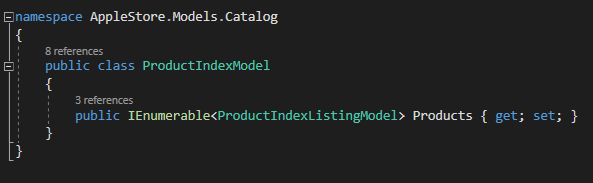 namespace AppleStore.Models.Catalog
{
8 references
public class ProductIndexModel
{
3 references
public IEnumerable<ProductIndexListingModel> Products { get; set; }
}
}